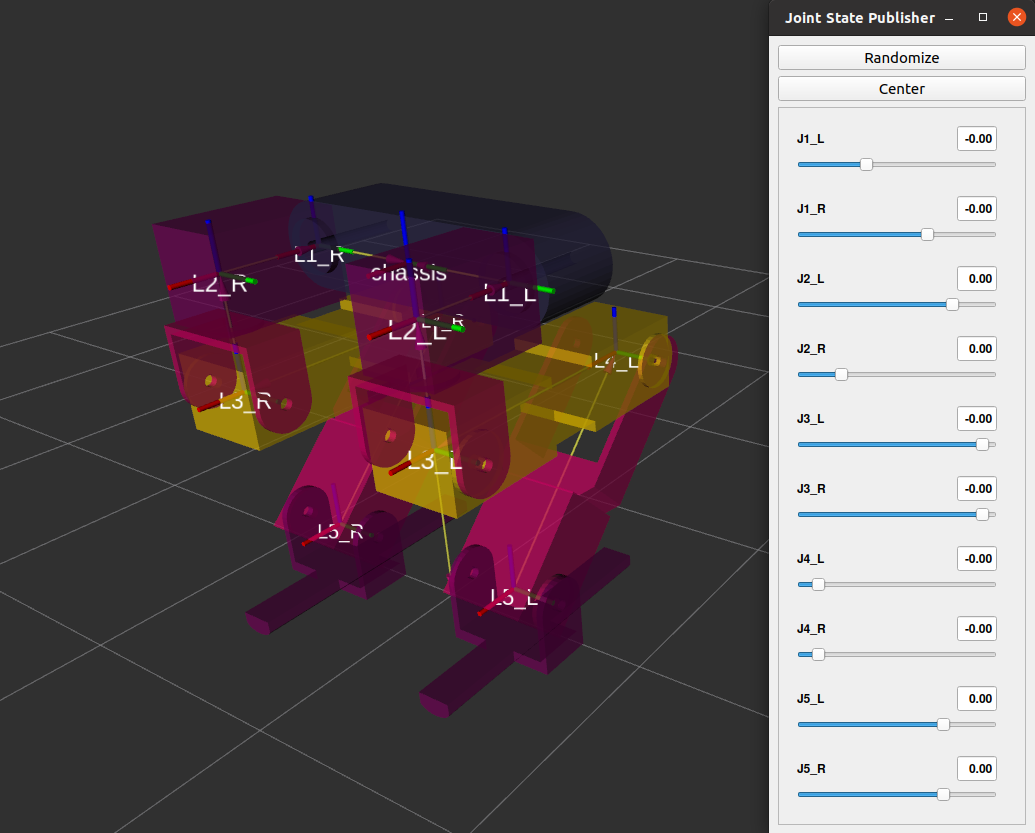 Joint State Publisher
Randomize
Center
J1_L
-0.00
J1_R
-0.00
J2_L
0.00
J2_R
0.00
J3_L
-0.00
J3_R
-0.00
J4_L
-0.00
J4_R
-0.00
J5_L
0.00
J5_R
0.00
L1_R
chassis
L2_R
L1_L
L2_L
L4_R
L4_L
L3_R
L3_L
L5_R
L5_L